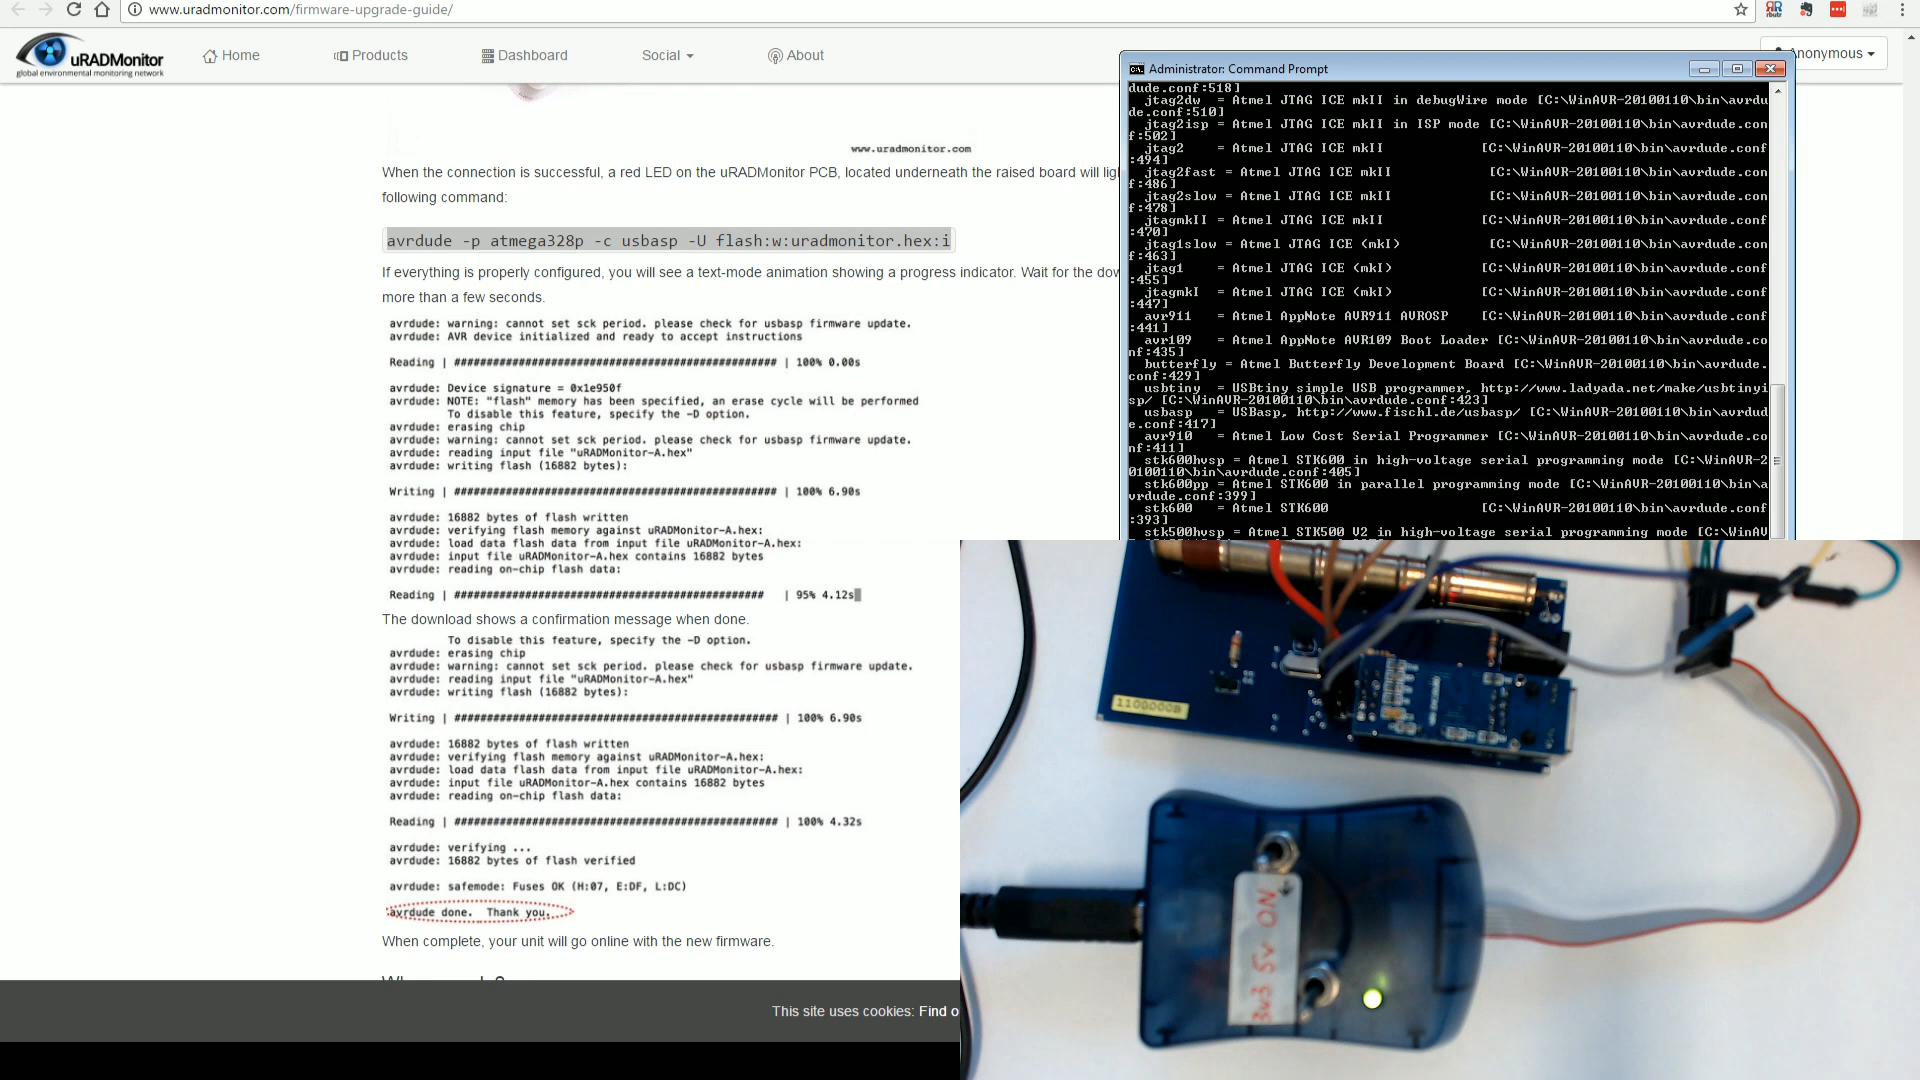 www.uradmonitor.com/firmware-upgrade-guide/
uRADMonitor
global environmental monitoring network
Home
Products
Dashboard
Social
About
Anonymous
www.uradmonitor.com
When the connection is successful, a red LED on the uRADMonitor PCB, located underneath the raised board will
following command:
avrdude -p atmega328p -c usbasp -U flash:w:uradmonitor.hex:i
If everything is properly configured, you will see a text-mode animation showing a progress indicator. Wait for the
more than a few seconds.
avrdude: warning: cannot set sck period. please check for usbasp firmware update.
avrdude: AVR device initialized and ready to accept instructions
Reading | ################################################## | 100% 0.00s
avrdude: Device signature = 0x1e950f
avrdude: NOTE: "flash" memory has been specified, an erase cycle will be performed
To disable this feature, specify the -D option.
avrdude: erasing chip
avrdude: warning: cannot set sck period. please check for usbasp firmware update.
avrdude: reading input file "uRADMonitor-A.hex"
avrdude: writing flash (16882 bytes):
Writing | ################################################## | 100% 6.90s
avrdude: 16882 bytes of flash written
avrdude: verifying flash memory against uRADMonitor-A.hex:
avrdude: load data flash data from input file uRADMonitor-A.hex:
avrdude: input file uRADMonitor-A.hex contains 16882 bytes
avrdude: reading on-chip flash data:
Reading | ################################################ | 95% 4.12s
The download shows a confirmation message when done.
To disable this feature, specify the -D option.
avrdude: erasing chip
avrdude: warning: cannot set sck period. please check for usbasp firmware update.
avrdude: reading input file "uRADMonitor-A.hex"
avrdude: writing flash (16882 bytes):
Writing | ################################################## | 100% 6.90s
avrdude: 16882 bytes of flash written
avrdude: verifying flash memory against uRADMonitor-A.hex:
avrdude: load data flash data from input file uRADMonitor-A.hex:
avrdude: input file uRADMonitor-A.hex contains 16882 bytes
avrdude: reading on-chip flash data:
Reading | ################################################## | 100% 4.32s
avrdude: verifying ...
avrdude: 16882 bytes of flash verified
avrdude: safemode: Fuses OK (H:07, E:DF, L:DC)
avrdude done. Thank you.
When complete, your unit will go online with the new firmware.
This site uses cookies: Find o
Administrator: Command Prompt
dude.conf:518]
jtag2dw = Atmel JTAG ICE mkII in debugWire mode [C:\WinAVR-20100110\bin\avrdu
de.conf:510]
jtag2isp = Atmel JTAG ICE mkII in ISP mode [C:\WinAVR-20100110\bin\avrdude.con
f:502]
jtag2 = Atmel JTAG ICE mkII [C:\WinAVR-20100110\bin\avrdude.conf
:494]
jtag2fast = Atmel JTAG ICE mkII [C:\WinAVR-20100110\bin\avrdude.con
f:486]
jtag2slow = Atmel JTAG ICE mkII [C:\WinAVR-20100110\bin\avrdude.con
f:478]
jtagmkII = Atmel JTAG ICE mkII [C:\WinAVR-20100110\bin\avrdude.conf
:470]
jtag1slow = Atmel JTAG ICE (mkI) [C:\WinAVR-20100110\bin\avrdude.con
f:463]
jtag1 = Atmel JTAG ICE (mkI) [C:\WinAVR-20100110\bin\avrdude.conf
:455]
jtagmkI = Atmel JTAG ICE (mkI) [C:\WinAVR-20100110\bin\avrdude.conf
:447]
avr911 = Atmel AppNote AVR911 AVROSP [C:\WinAVR-20100110\bin\avrdude.conf
:441]
avr109 = Atmel AppNote AVR109 Boot Loader [C:\WinAVR-20100110\bin\avrdude.co
nf:435]
butterfly = Atmel Butterfly Development Board [C:\WinAVR-20100110\bin\avrdude.
conf:429]
usbtiny = USBtiny simple USB programmer, http://www.ladyada.net/make/usbtinyi
sp/ [C:\WinAVR-20100110\bin\avrdude.conf:423]
usbasp = USBasp, http://www.fischl.de/usbasp/ [C:\WinAVR-20100110\bin\avrdud
e.conf:417]
avr910 = Atmel Low Cost Serial Programmer [C:\WinAVR-20100110\bin\avrdude.co
nf:411]
stk600hvsp = Atmel STK600 in high-voltage serial programming mode [C:\WinAVR-2
0100110\bin\avrdude.conf:405]
stk600pp = Atmel STK600 in parallel programming mode [C:\WinAVR-20100110\bin\a
vrdude.conf:399]
stk600 = Atmel STK600 [C:\WinAVR-20100110\bin\avrdude.conf
:393]
stk500hvsp = Atmel STK500 V2 in high-voltage serial programming mode [C:\WinAV
1100000B
3v3 5v ON